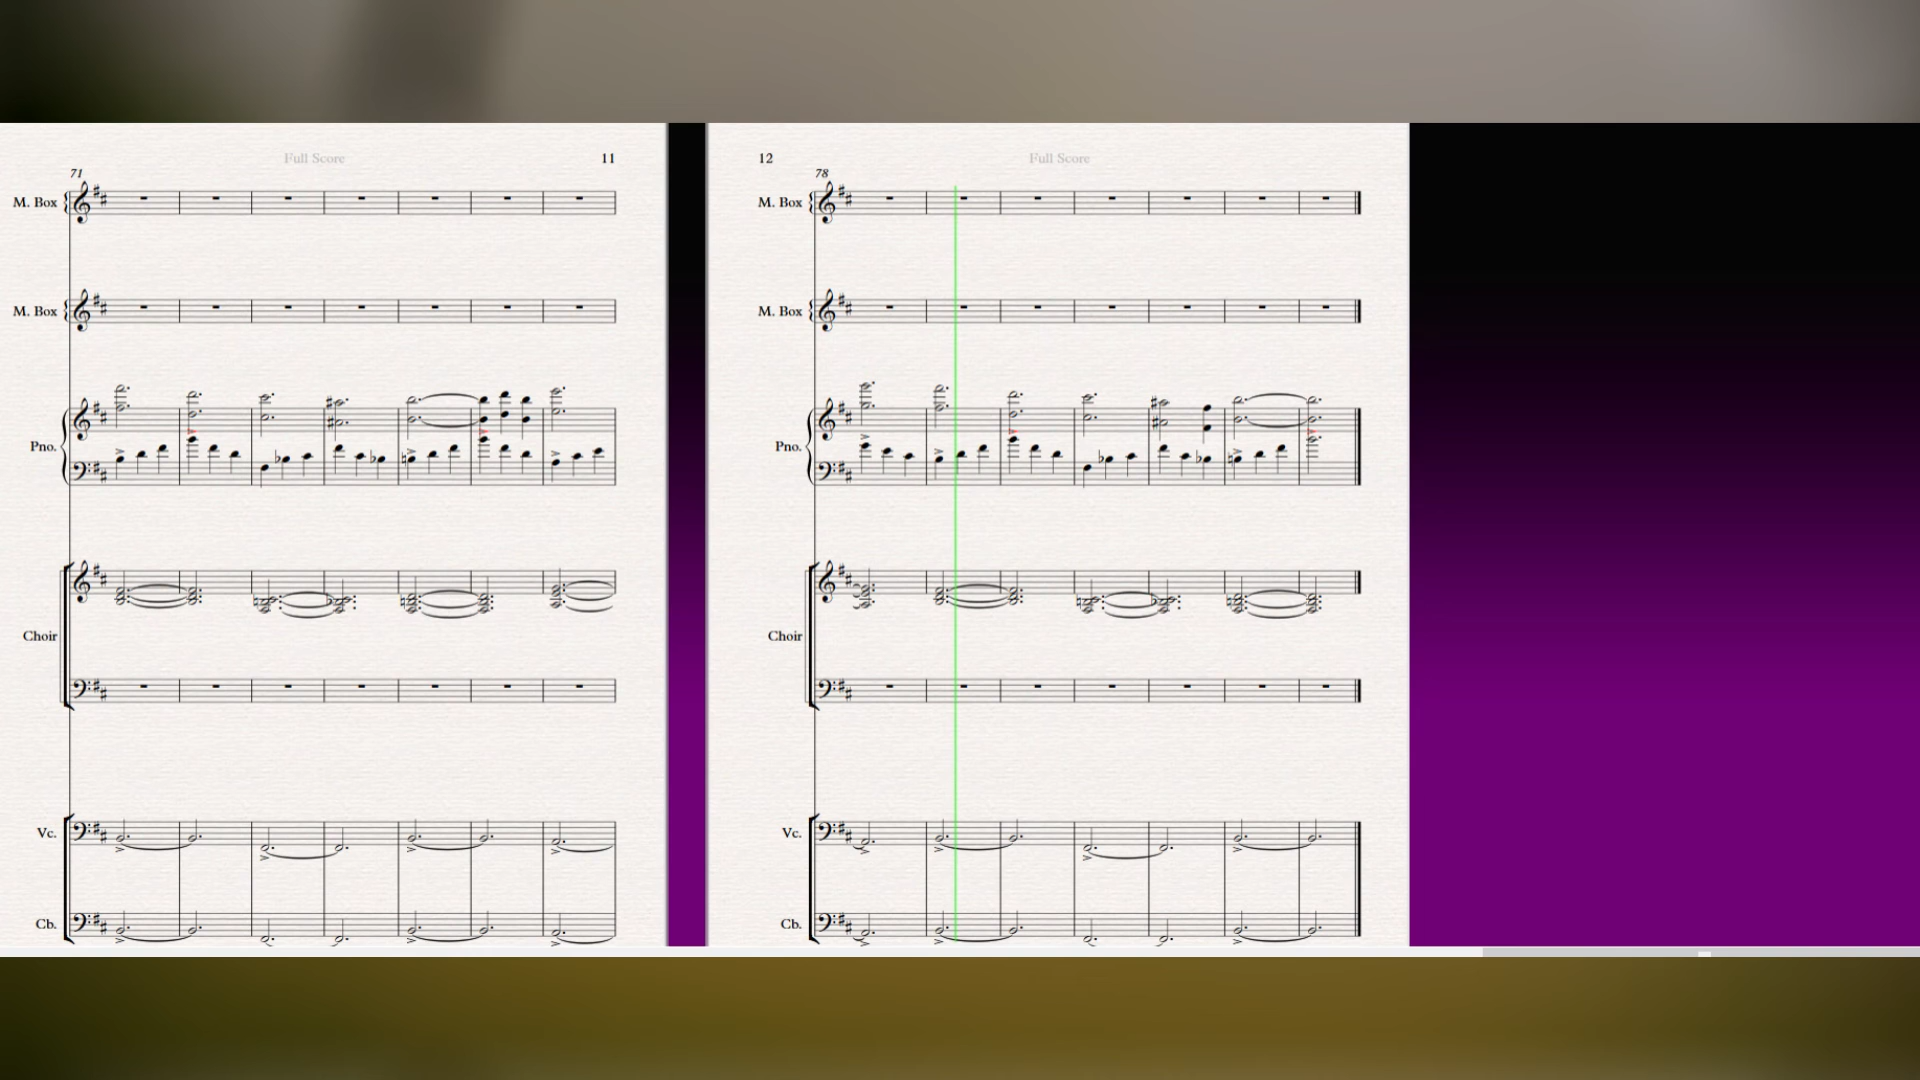 Full Score
11
71
M. Box
M. Box
Pno.
Choir
Vc.
Cb.
12
Full Score
78
M. Box
M. Box
Pno.
Choir
Vc.
Cb.